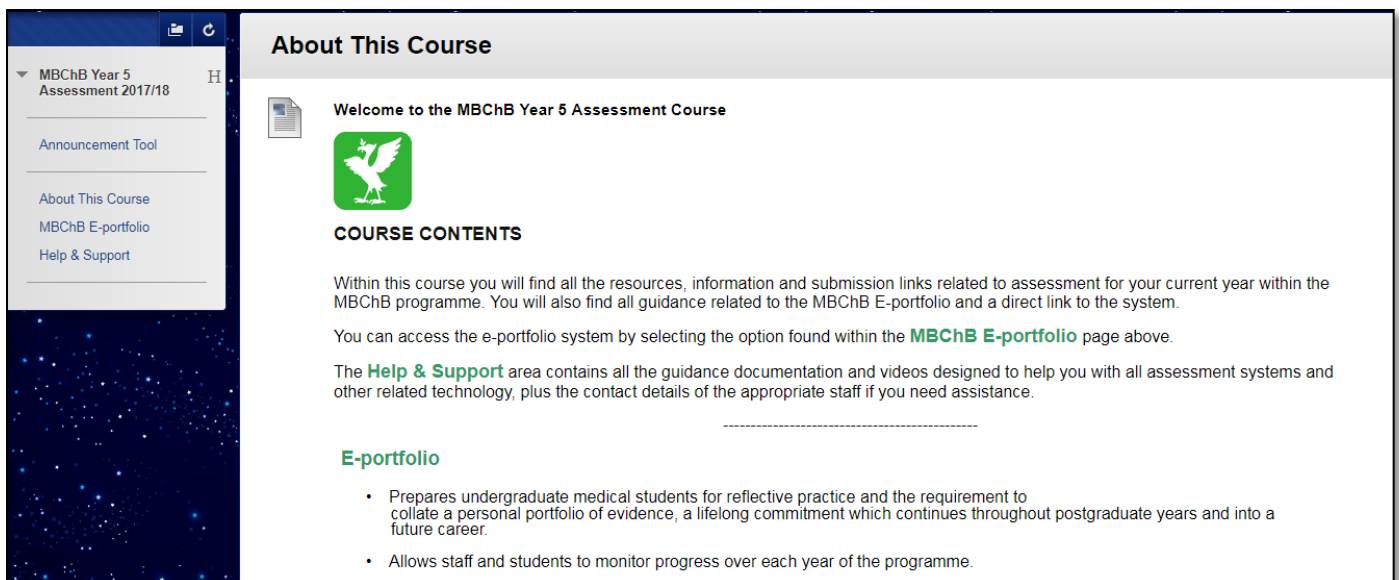 MBChB Year 5
Assessment 2017/18
H
Announcement Tool
About This Course
MBChB E-portfolio
Help & Support
About This Course
Welcome to the MBChB Year 5 Assessment Course
COURSE CONTENTS
Within this course you will find all the resources, information and submission links related to assessment for your current year within the
MBChB programme. You will also find all guidance related to the MBChB E-portfolio and a direct link to the system.
You can access the e-portfolio system by selecting the option found within the MBChB E-portfolio page above.
The Help & Support area contains all the guidance documentation and videos designed to help you with all assessment systems and
other related technology, plus the contact details of the appropriate staff if you need assistance.
----------------------------------------------
E-portfolio
• Prepares undergraduate medical students for reflective practice and the requirement to
collate a personal portfolio of evidence, a lifelong commitment which continues throughout postgraduate years and into a
future career.
• Allows staff and students to monitor progress over each year of the programme.